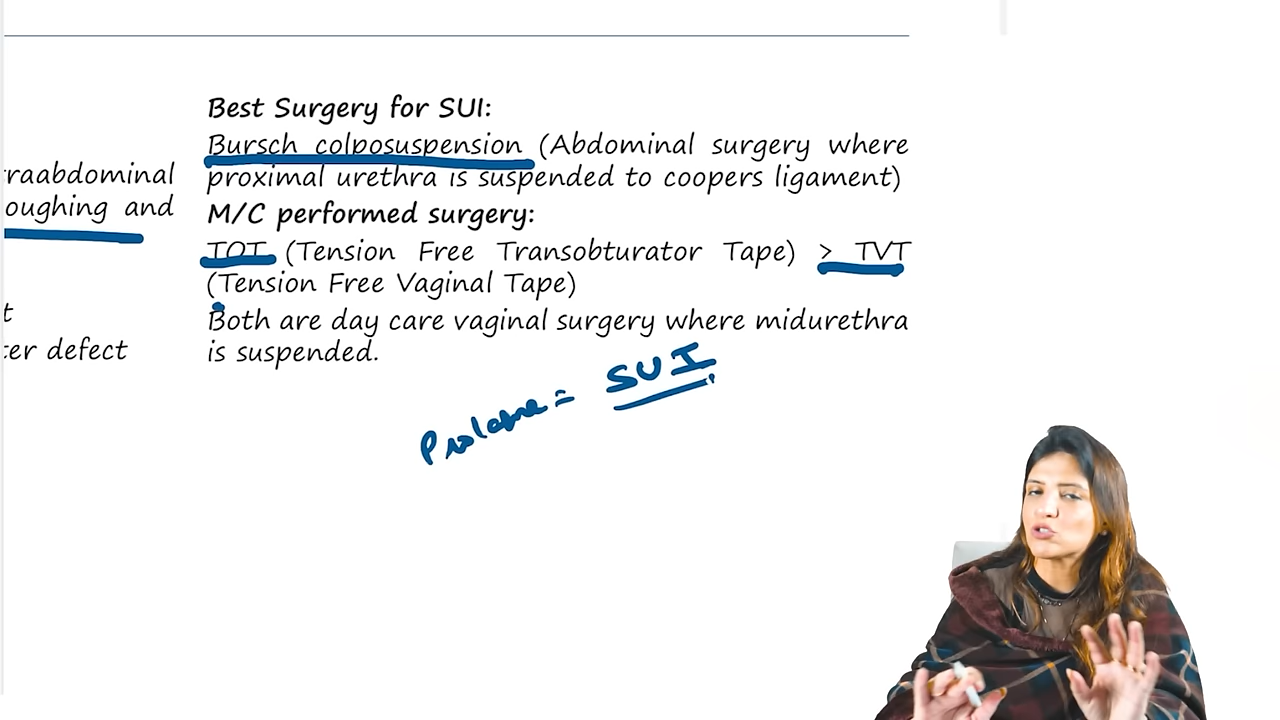 Best Surgery for SUI:
Bursch colposuspension (Abdominal surgery where
proximal urethra is suspended to coopers ligament)
M/C performed surgery:
TOT (Tension Free Transobturator Tape) > TVT
(Tension Free Vaginal Tape)
Both are day care vaginal surgery where midurethra
is suspended.
raabdominal
oughing and
t
ter defect
Prolapse = SUI